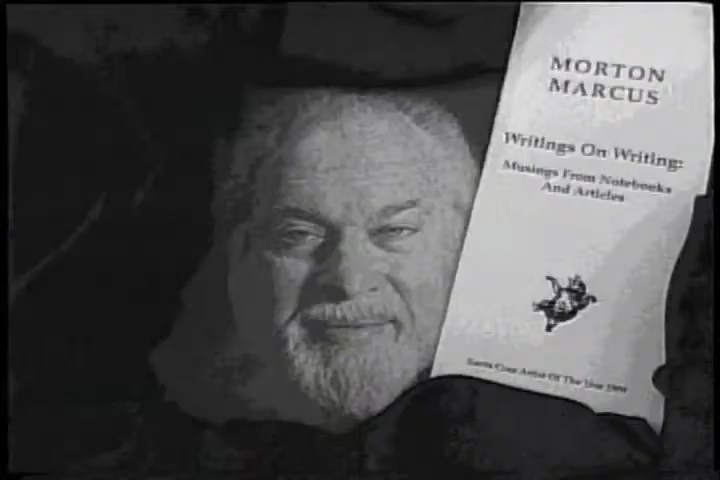 MORTON
MARCUS
Writings On Writing:
Musings From Notebooks
And Articles
Santa Cruz Artist Of The Year 1999